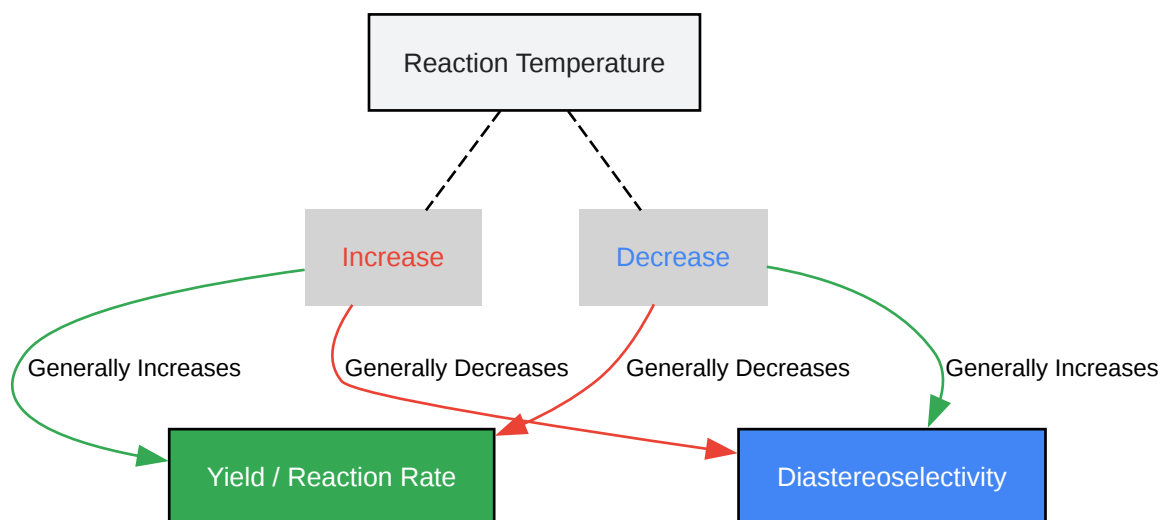 Reaction Temperature
Increase
Decrease
Generally Increases
Generally Decreases
Generally Decreases
Generally Increases
Yield / Reaction Rate
Diastereoselectivity